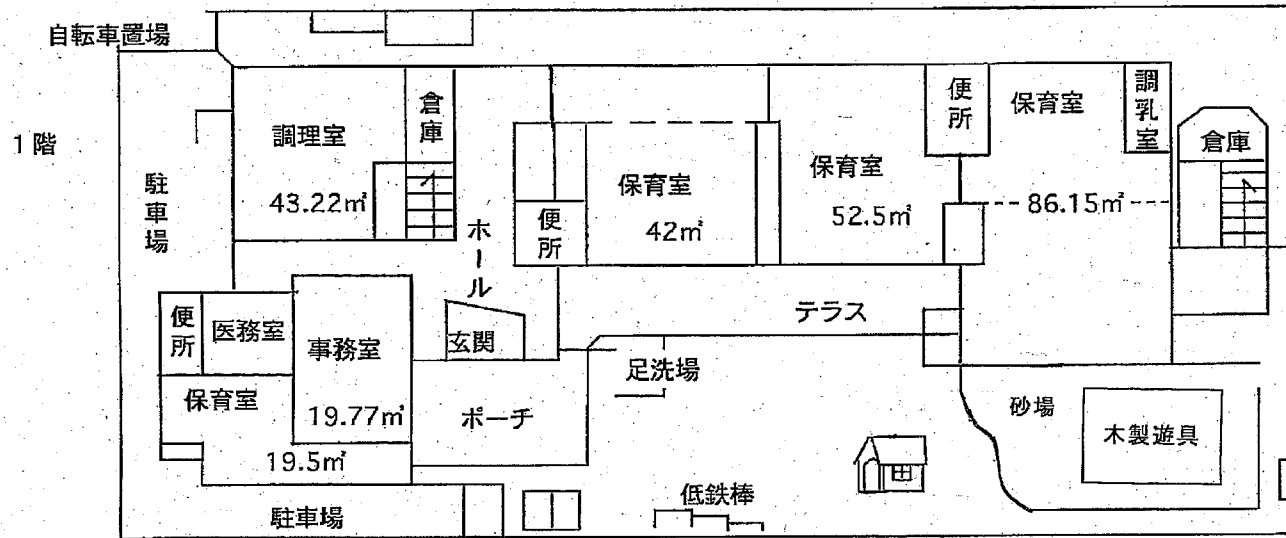 自転車置場
1階
駐車場
調理室
43.22㎡
倉庫
ホール
便所
保育室
42㎡
保育室
52.5㎡
便所
保育室
86.15㎡
調乳室
倉庫
便所
医務室
事務室
19.77㎡
保育室
19.5㎡
玄関
ポーチ
テラス
足洗場
砂場
木製遊具
低鉄棒
駐車場